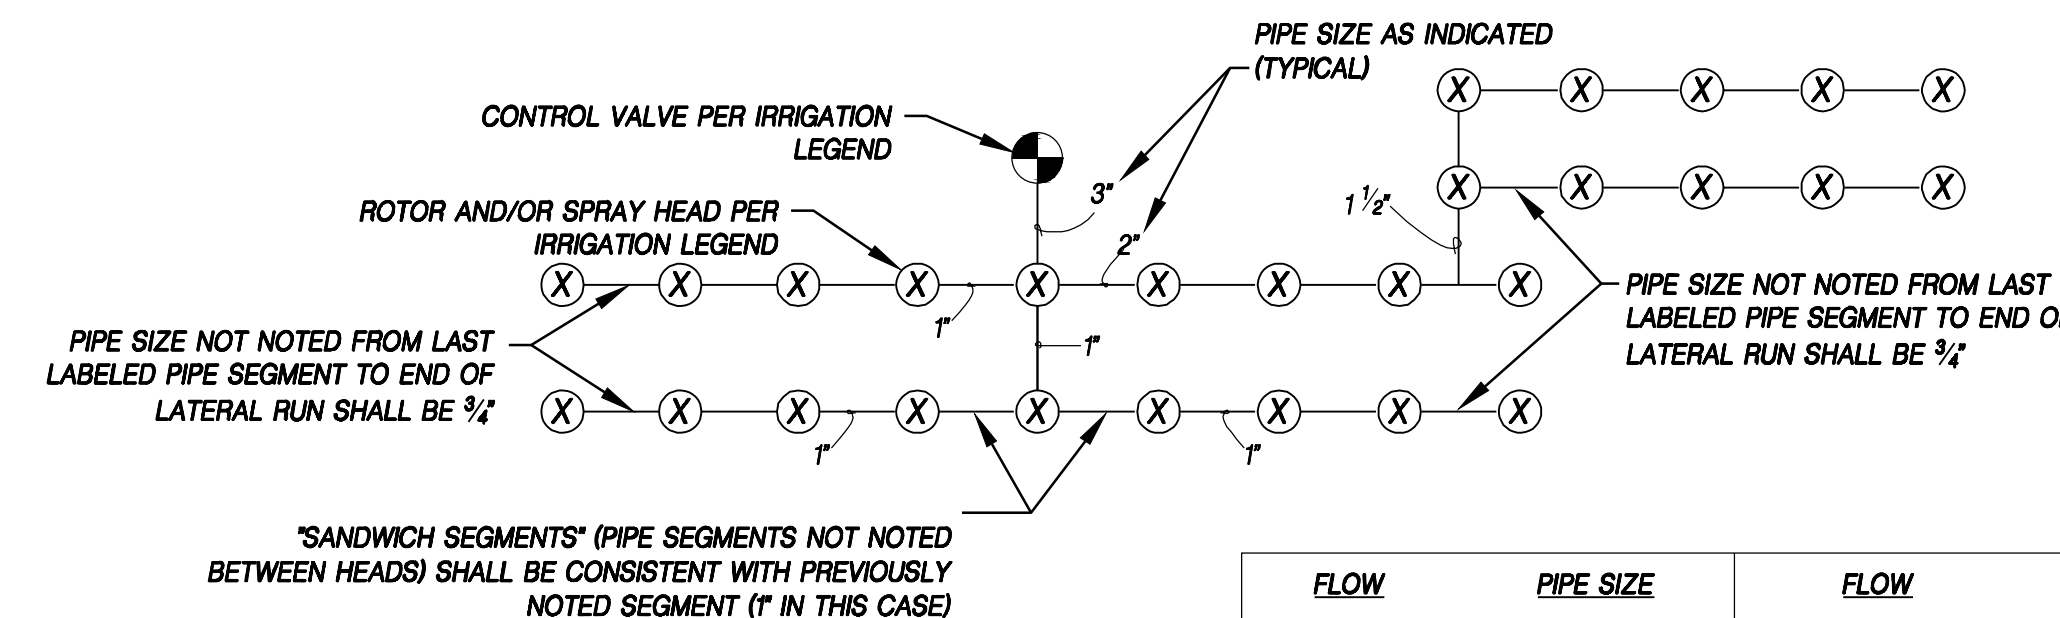 PIPE SIZE AS INDICATED
(TYPICAL)
CONTROL VALVE PER IRRIGATION
LEGEND
ROTOR AND/OR SPRAY HEAD PER
IRRIGATION LEGEND
X X X X X
3"
1 ½"
X X X X X
2"
X X X X X X X X X
1"
1"
PIPE SIZE NOT NOTED FROM LAST
LABELED PIPE SEGMENT TO END OF
LATERAL RUN SHALL BE ¾"
PIPE SIZE NOT NOTED FROM LAST
LABELED PIPE SEGMENT TO END
LATERAL RUN SHALL BE ¾"
X X X X X X X X X
1"
1"
"SANDWICH SEGMENTS" (PIPE SEGMENTS NOT NOTED
BETWEEN HEADS) SHALL BE CONSISTENT WITH PREVIOUSLY
NOTED SEGMENT (1" IN THIS CASE)
FLOW PIPE SIZE FLOW